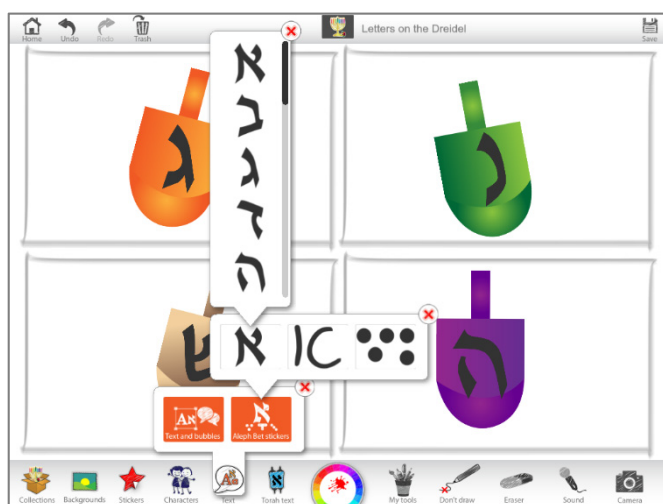 Home Undo Redo Trash Letters on the Dreidel Save
א
ב
ג
ד
ה
ג
נ
ש
ה
א א
Aא Text and bubbles
אֶ Aleph Bet stickers
Collections Backgrounds Stickers Characters Text Torah text My tools Don't draw Eraser Sound Camera